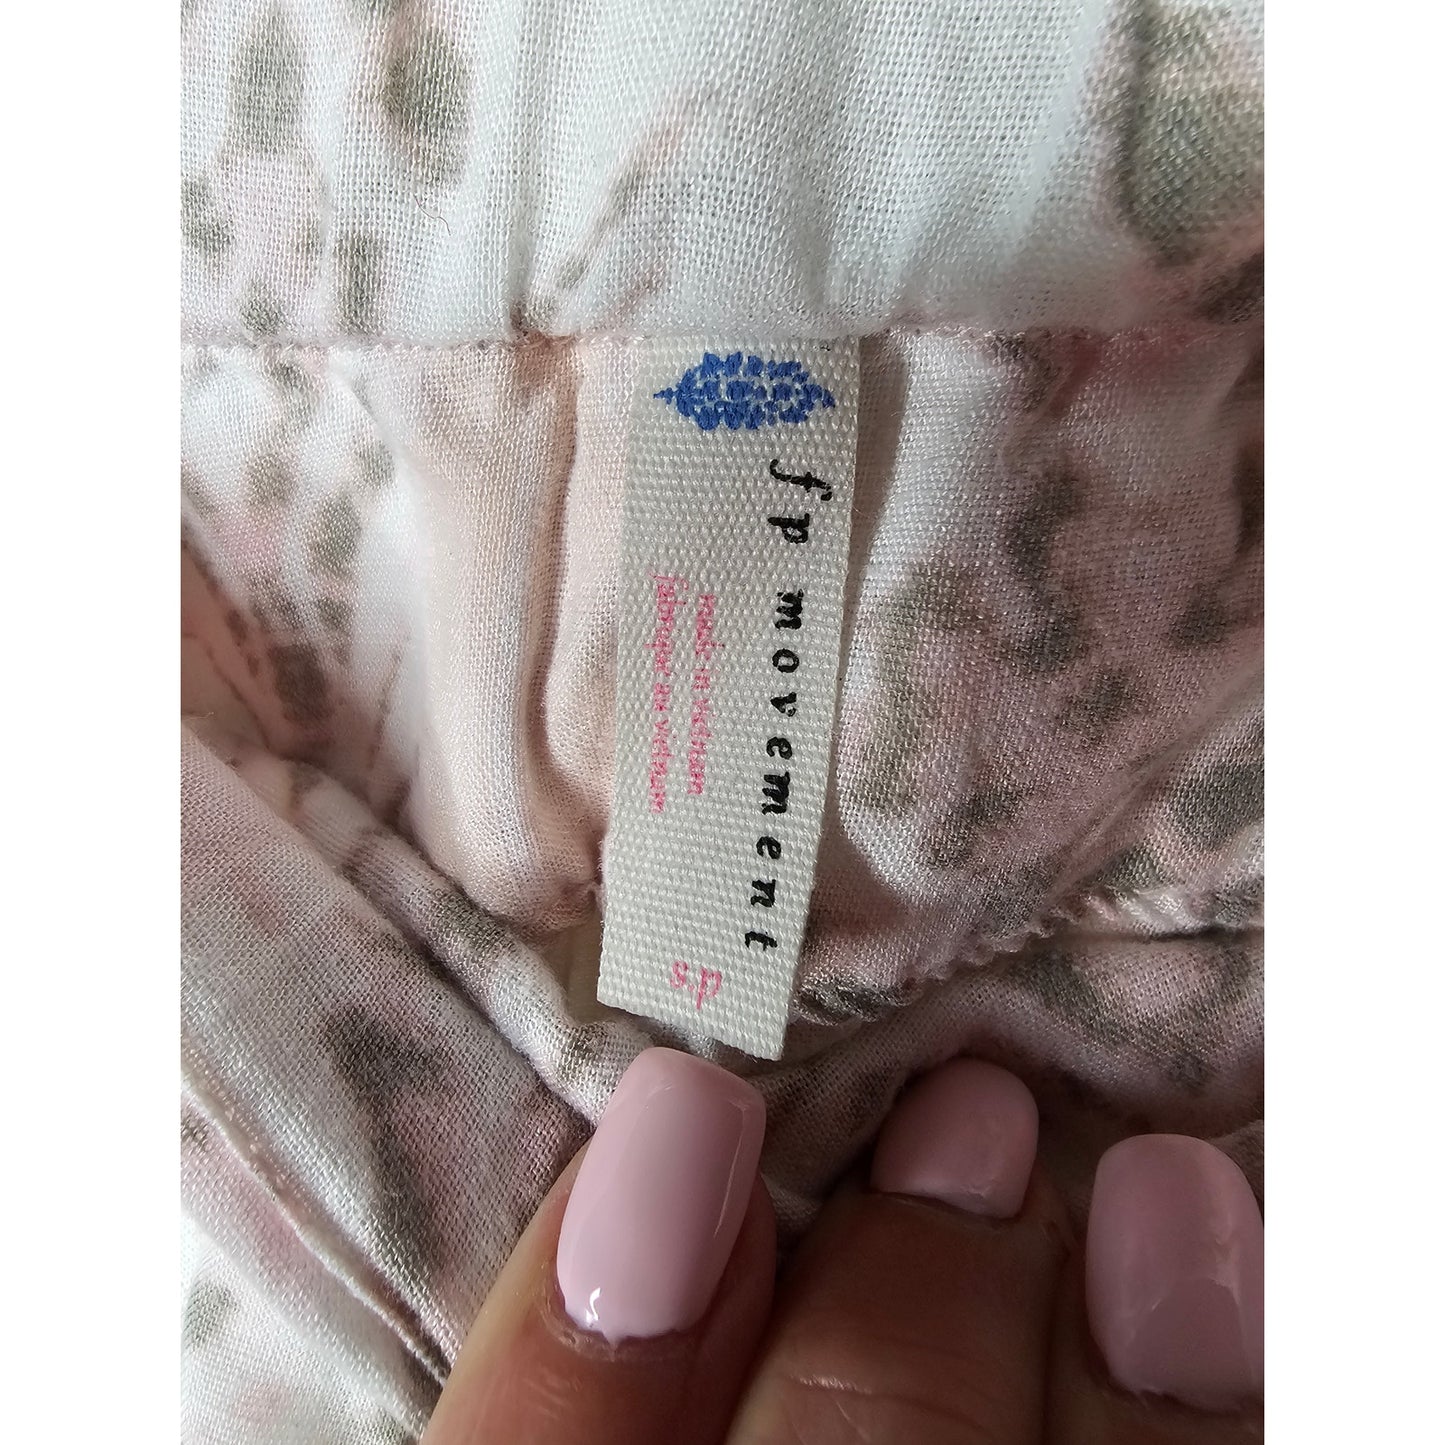 fp movement
made in vietnam
fabriqué au vietnam
s.p